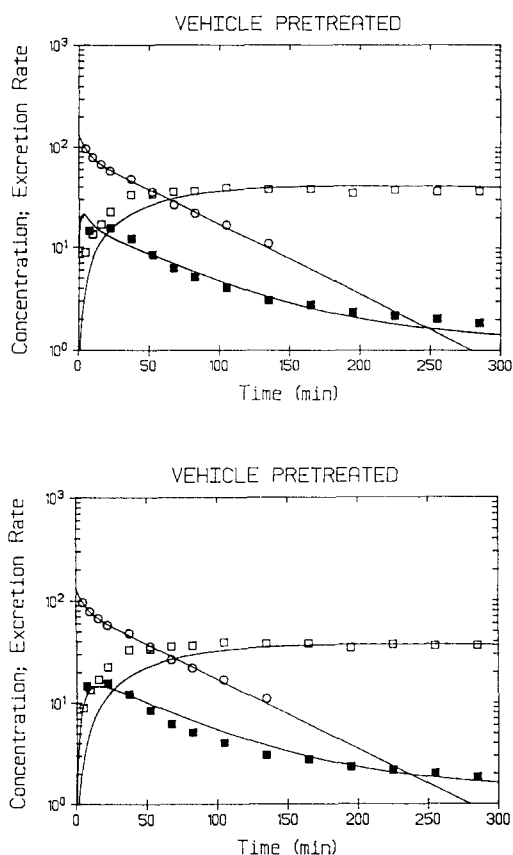 VEHICLE PRETREATED
10³
10²
10¹
10⁰
Concentration; Excretion Rate
0 50 100 150 200 250 300
Time (min)
VEHICLE PRETREATED
10³
10²
10¹
10⁰
Concentration; Excretion Rate
0 50 100 150 200 250 300
Time (min)